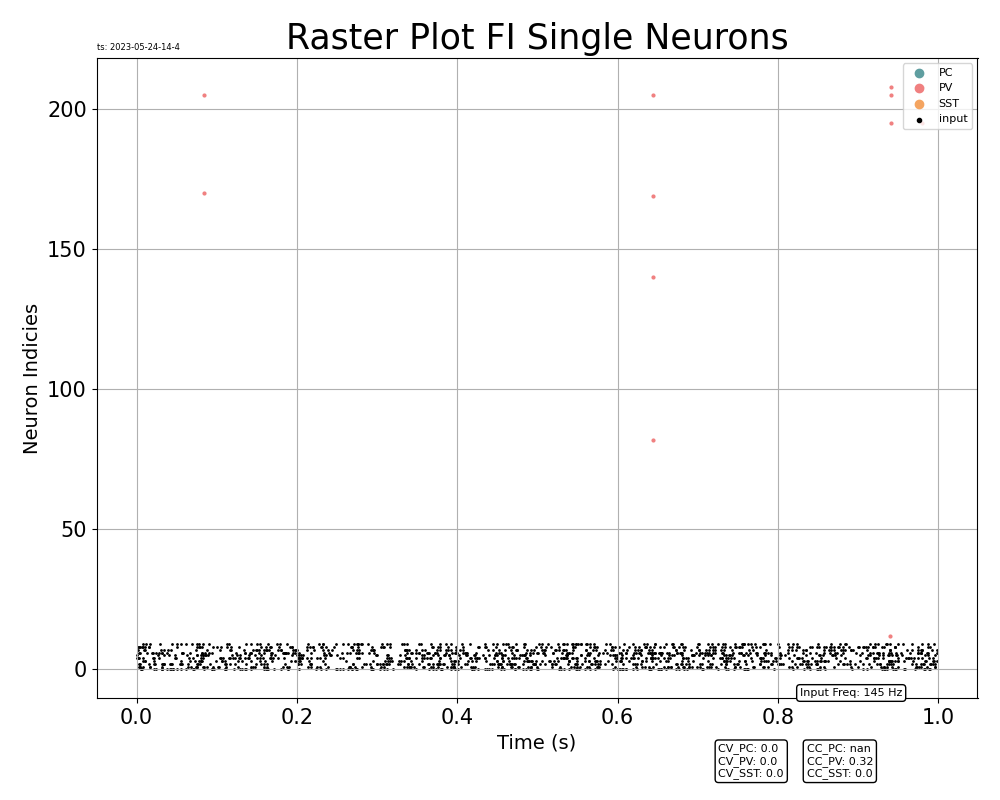 Raster Plot FI Single Neurons
ts: 2023-05-24-14-4
PC
PV
SST
input
200
150
100
50
0
Neuron Indicies
Input Freq: 145 Hz
0.0 0.2 0.4 0.6 0.8 1.0
Time (s)
CV_PC: 0.0
CV_PV: 0.0
CV_SST: 0.0
CC_PC: nan
CC_PV: 0.32
CC_SST: 0.0